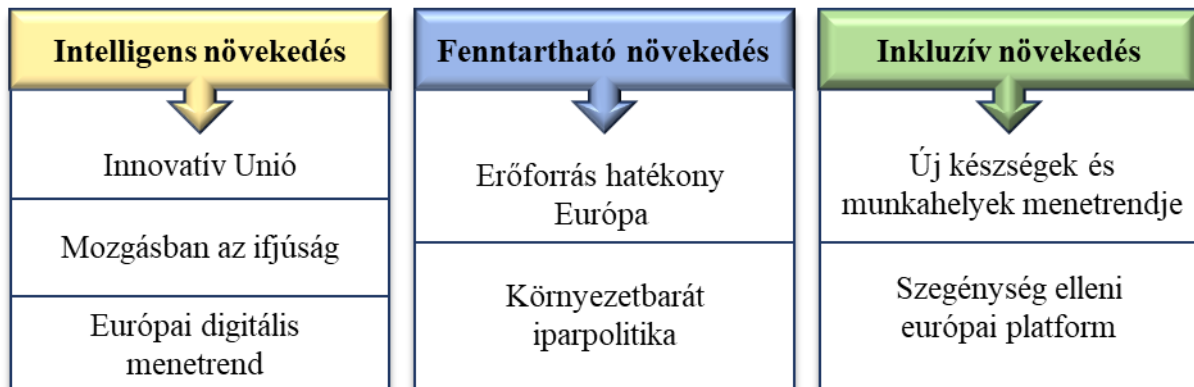 Intelligens növekedés
Innovatív Unió
Mozgásban az ifjúság
Európai digitális
menetrend
Fenntartható növekedés
Erőforrás hatékony
Európa
Környezetbarát
iparpolitika
Inkluzív növekedés
Új készségek és
munkahelyek menetrendje
Szegénység elleni
európai platform